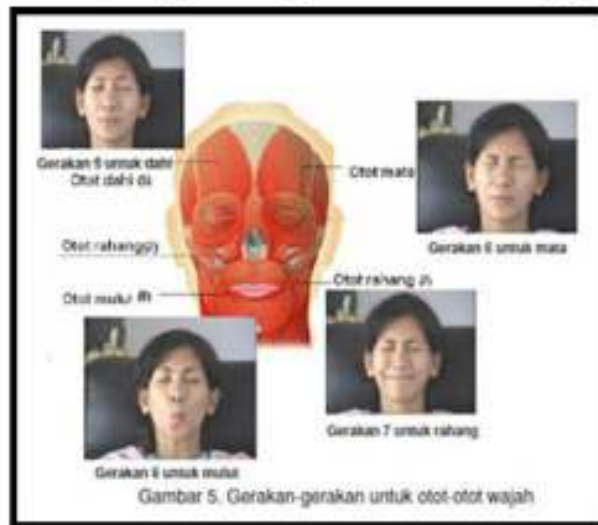 Gerakan 5 untuk dahi
Otot dahi
Otot mata
Gerakan 6 untuk mata
Otot rahang
Otot rahang
Otot mulut
Gerakan 7 untuk rahang
Gerakan 8 untuk mulut
Gambar 5. Gerakan-gerakan untuk otot-otot wajah